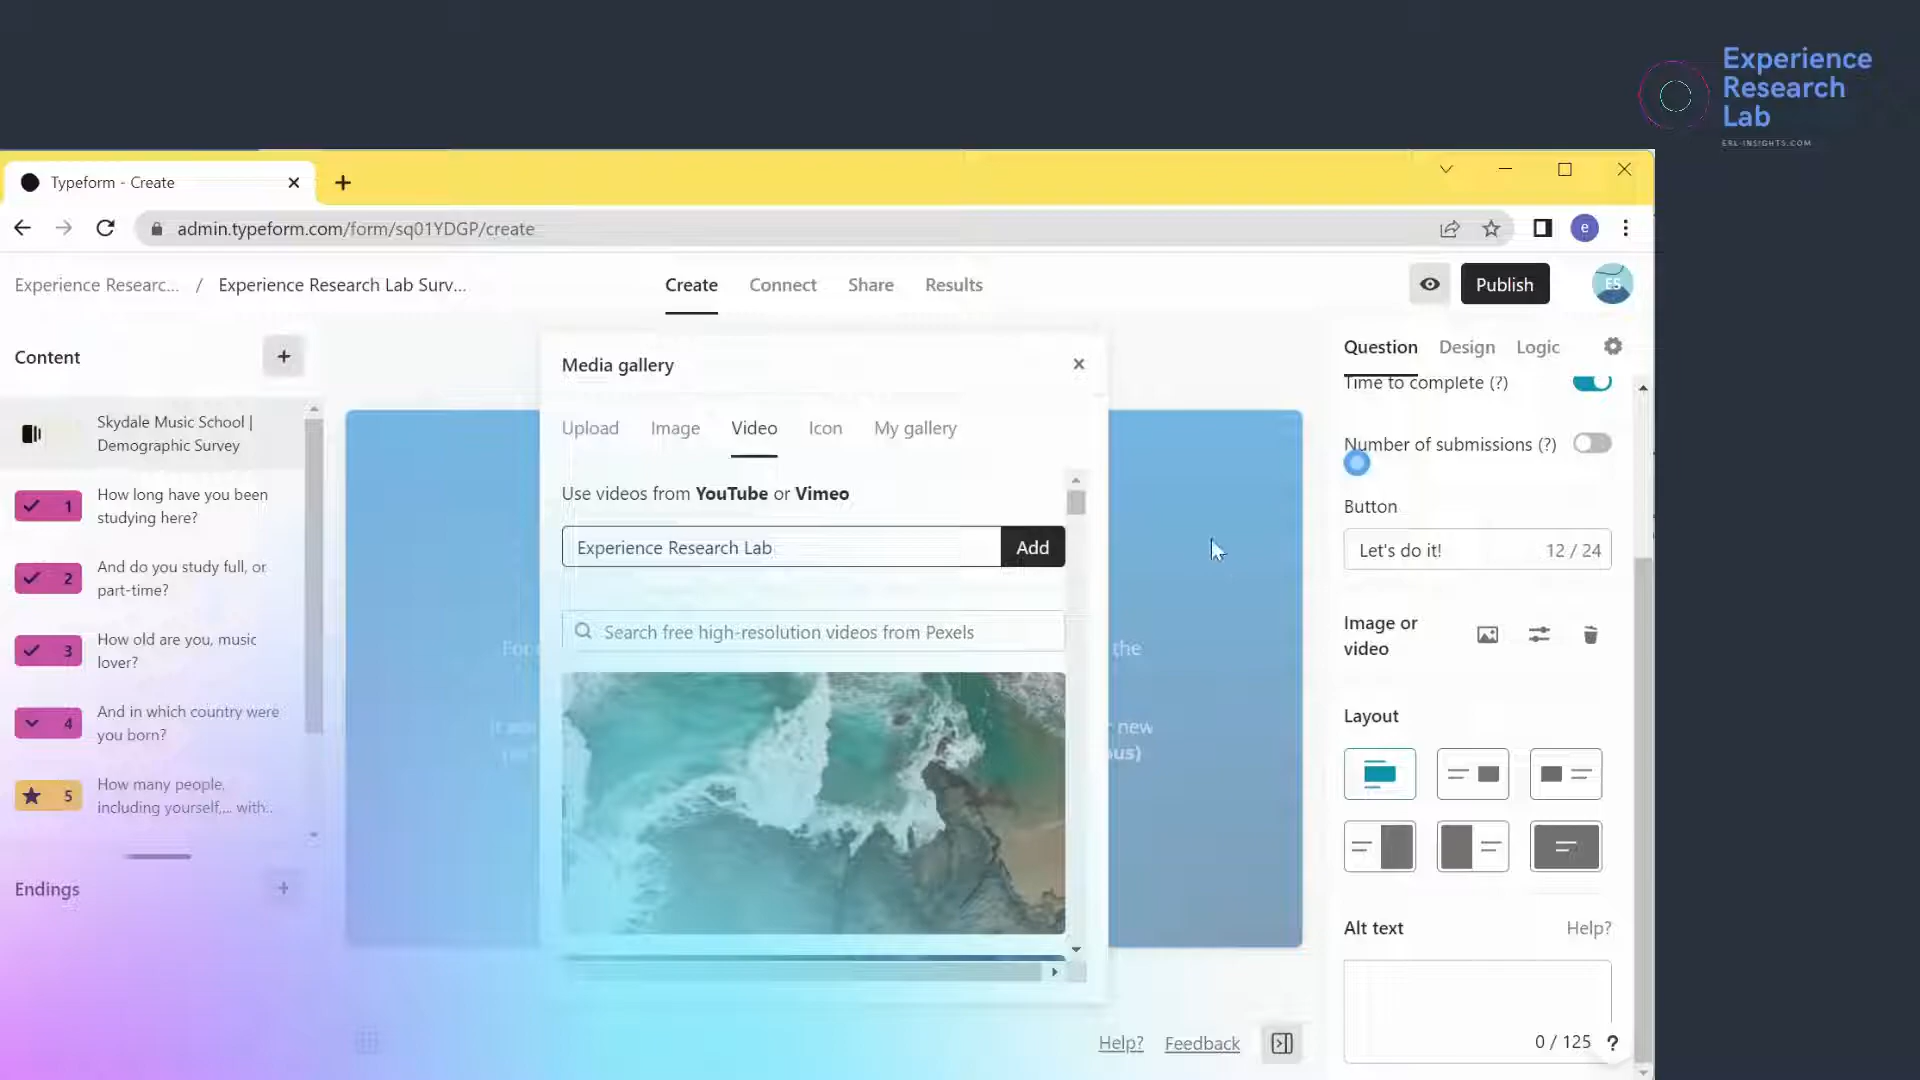 Experience
Research
Lab
ERL-INSIGHTS.COM
Typeform - Create
admin.typeform.com/form/sq01YDGP/create
e
Experience Researc... / Experience Research Lab Surv...
Create
Connect
Share
Results
Publish
ES
Content
Skydale Music School |
Demographic Survey
1
How long have you been
studying here?
2
And do you study full, or
part-time?
3
How old are you, music
lover?
4
And in which country were
you born?
5
How many people,
including yourself,... with..
Endings
Media gallery
Upload
Image
Video
Icon
My gallery
Use videos from YouTube or Vimeo
Experience Research Lab
Add
Search free high-resolution videos from Pexels
the
new
Help?
Feedback
Question
Design
Logic
Time to complete (?)
Number of submissions (?)
Button
Let's do it!
12 / 24
Image or
video
Layout
Alt text
Help?
0 / 125
?